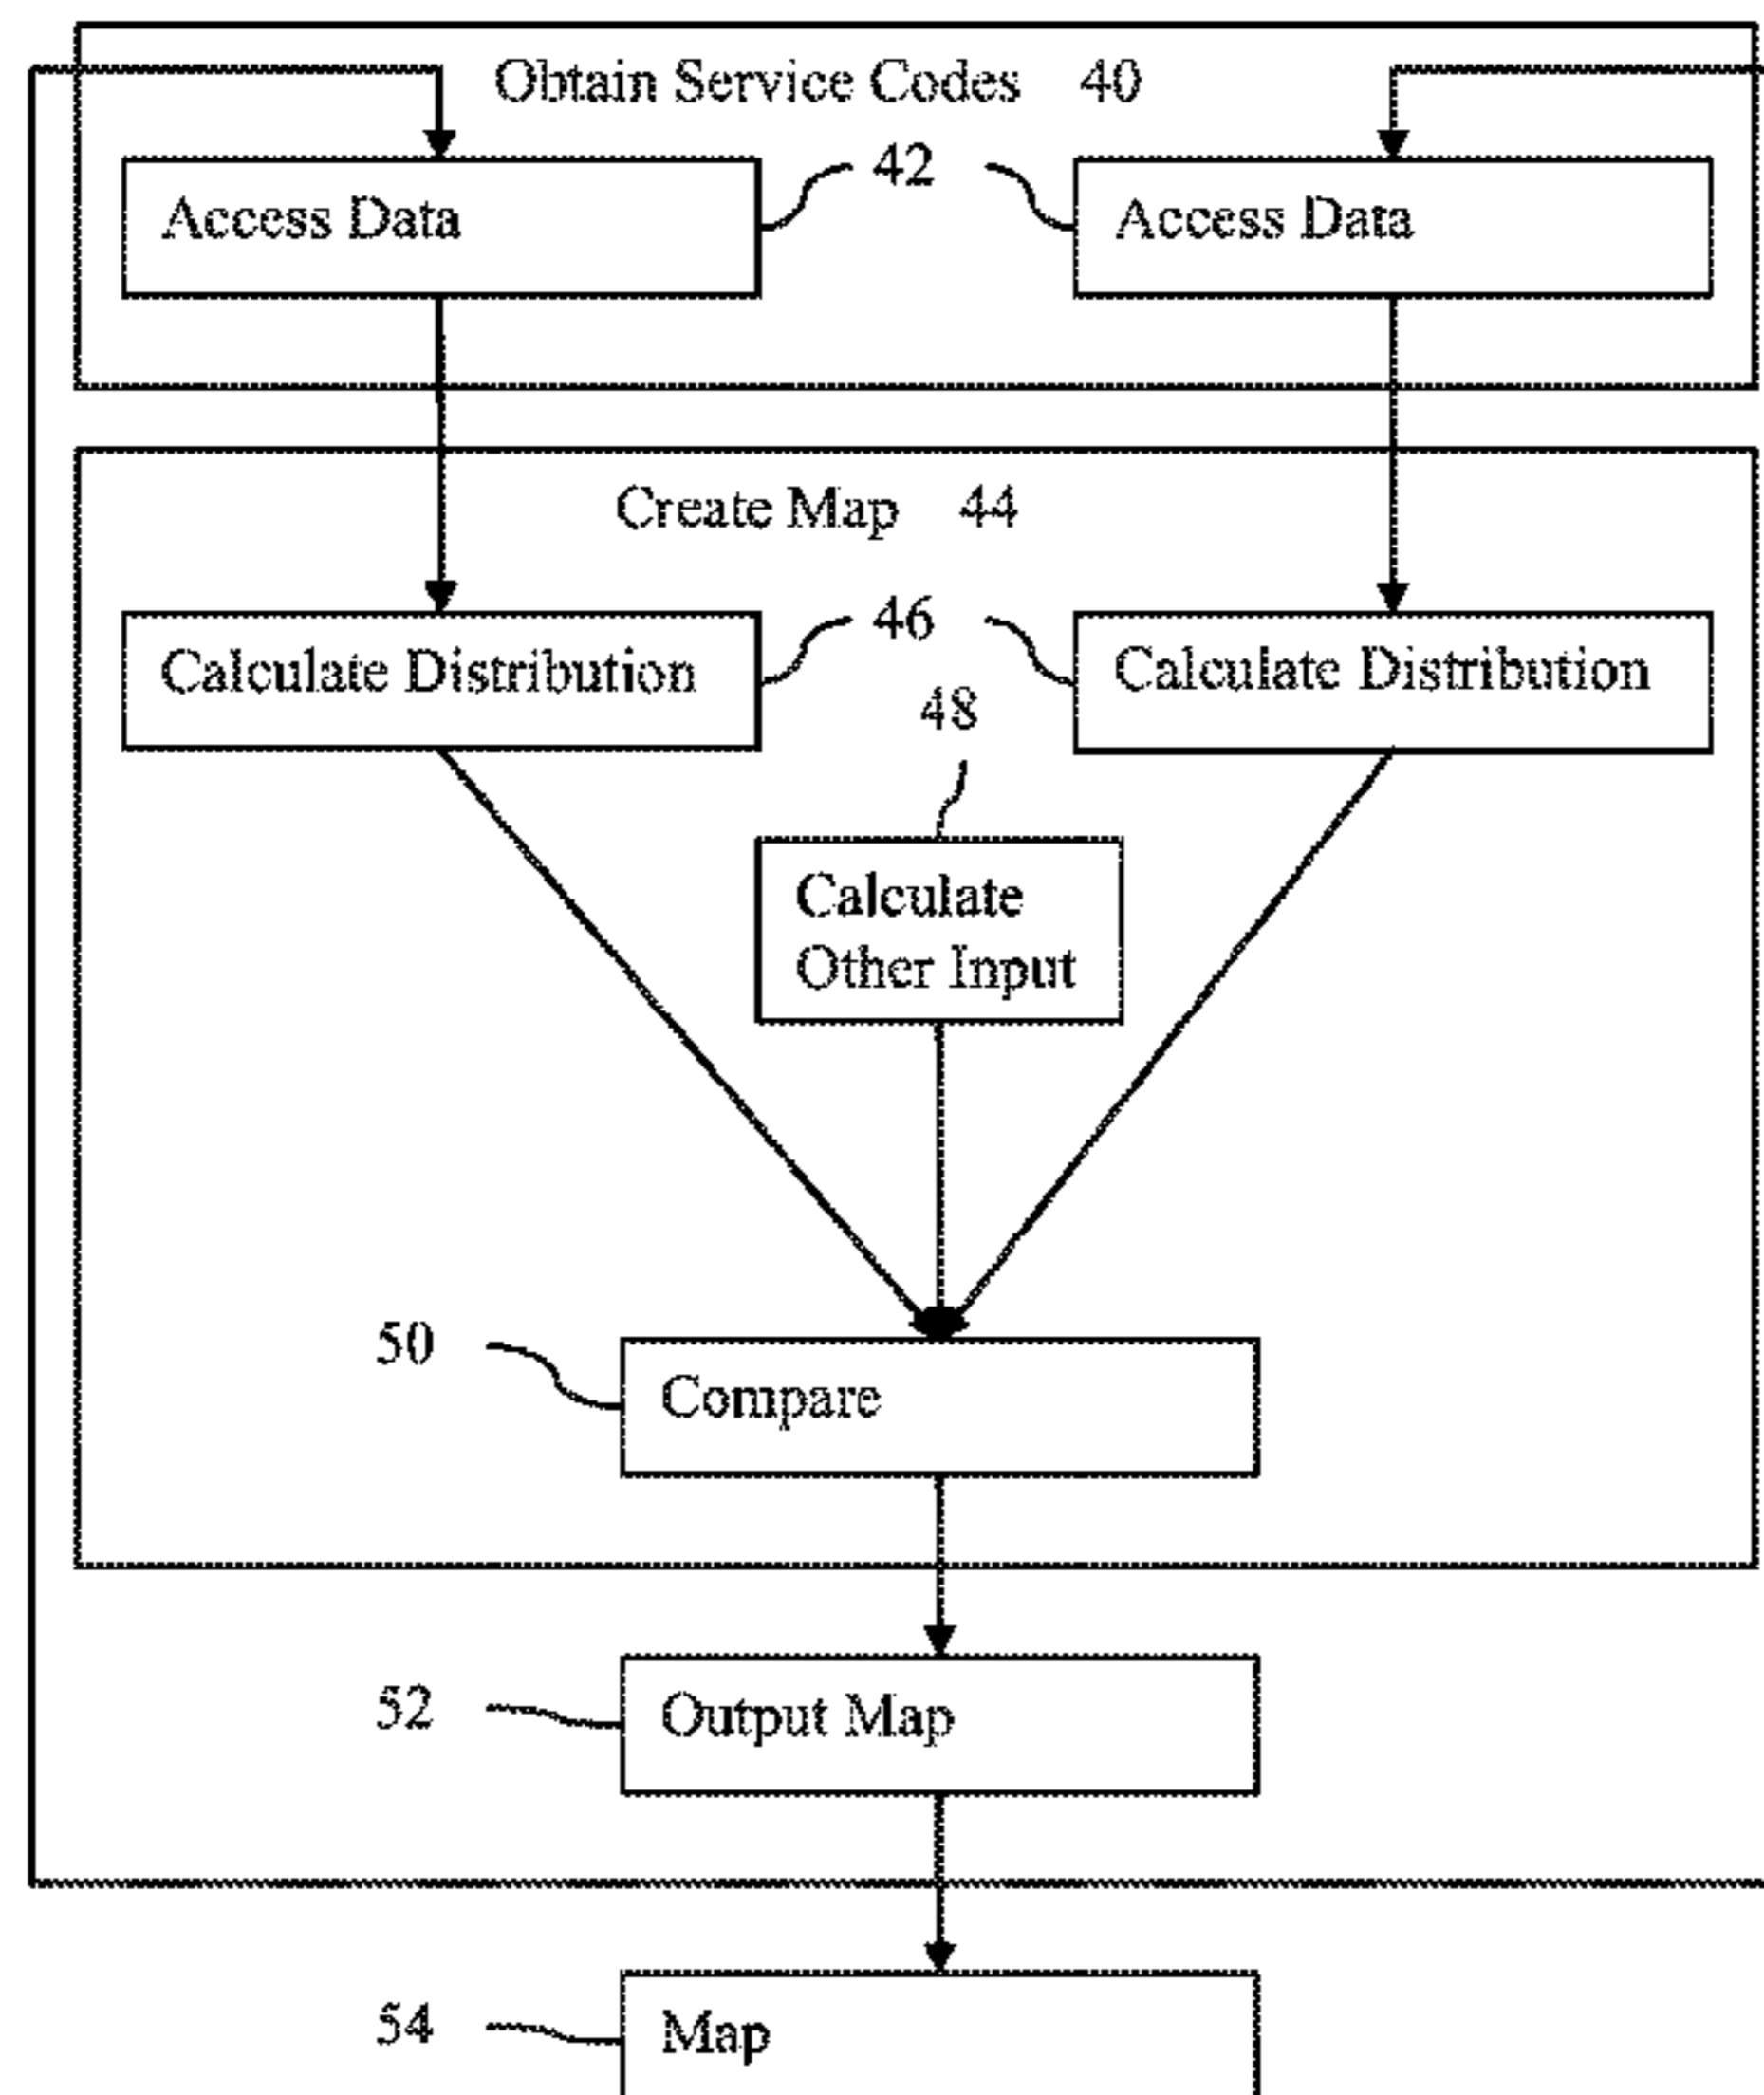 Obtain Service Codes 40
42
Access Data
Access Data
Create Map 44
46
Calculate Distribution
Calculate Distribution
48
Calculate
Other Input
50
Compare
52
Output Map
54
Map